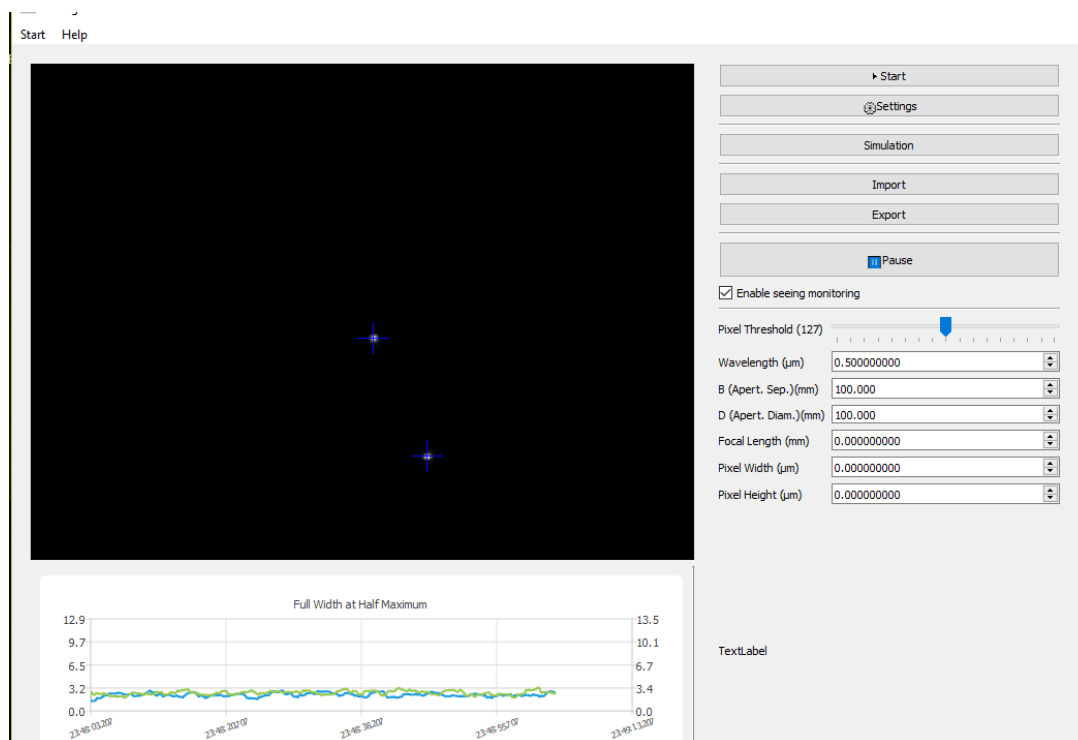 Start Help
Start
Settings
Simulation
Import
Export
Pause
Enable seeing monitoring
Pixel Threshold (127)
Wavelength (µm) 0.500000000
B (Apert. Sep.)(mm) 100.000
D (Apert. Diam.)(mm) 100.000
Focal Length (mm) 0.000000000
Pixel Width (µm) 0.000000000
Pixel Height (µm) 0.000000000
Full Width at Half Maximum
12.9 13.5
9.7 10.1
6.5 6.7
3.2 3.4
0.0 0.0
TextLabel